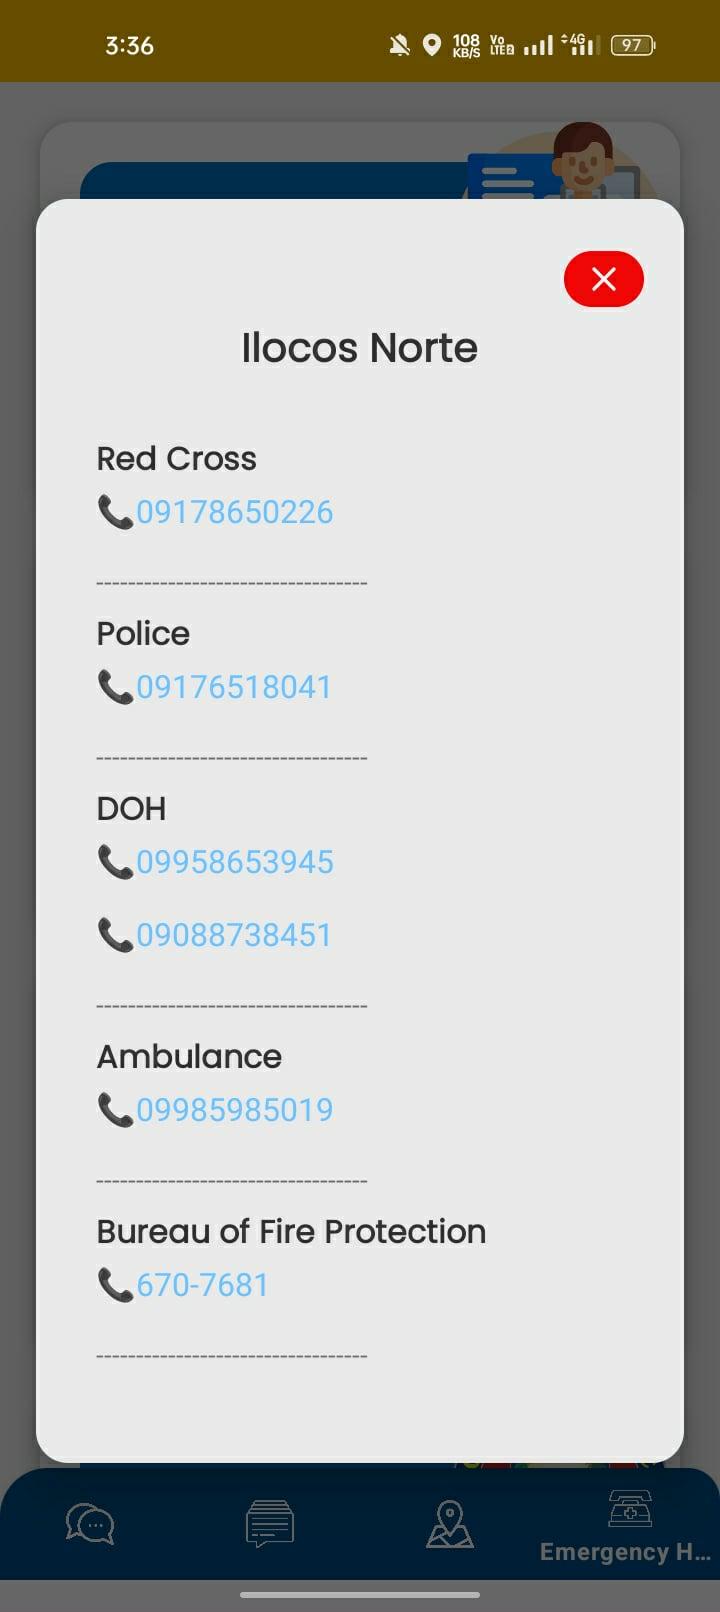 3:36
108
KB/S
Vo
LTE2
4G
97
Ilocos Norte
Red Cross
09178650226
----------------------------------
Police
09176518041
----------------------------------
DOH
09958653945
09088738451
----------------------------------
Ambulance
09985985019
----------------------------------
Bureau of Fire Protection
670-7681
----------------------------------
Emergency H...